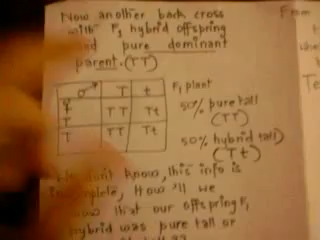 Now another back cross
with F1 hybrid offspring
and pure dominant
parent. (TT)
♂ T t F1 plant
♀
T TT Tt 50% pure tall
(TT)
T TT Tt 50% hybrid tall)
(Tt)
don't know, this info is
How'll we
that our offspring F1
hybrid was pure tall or
From